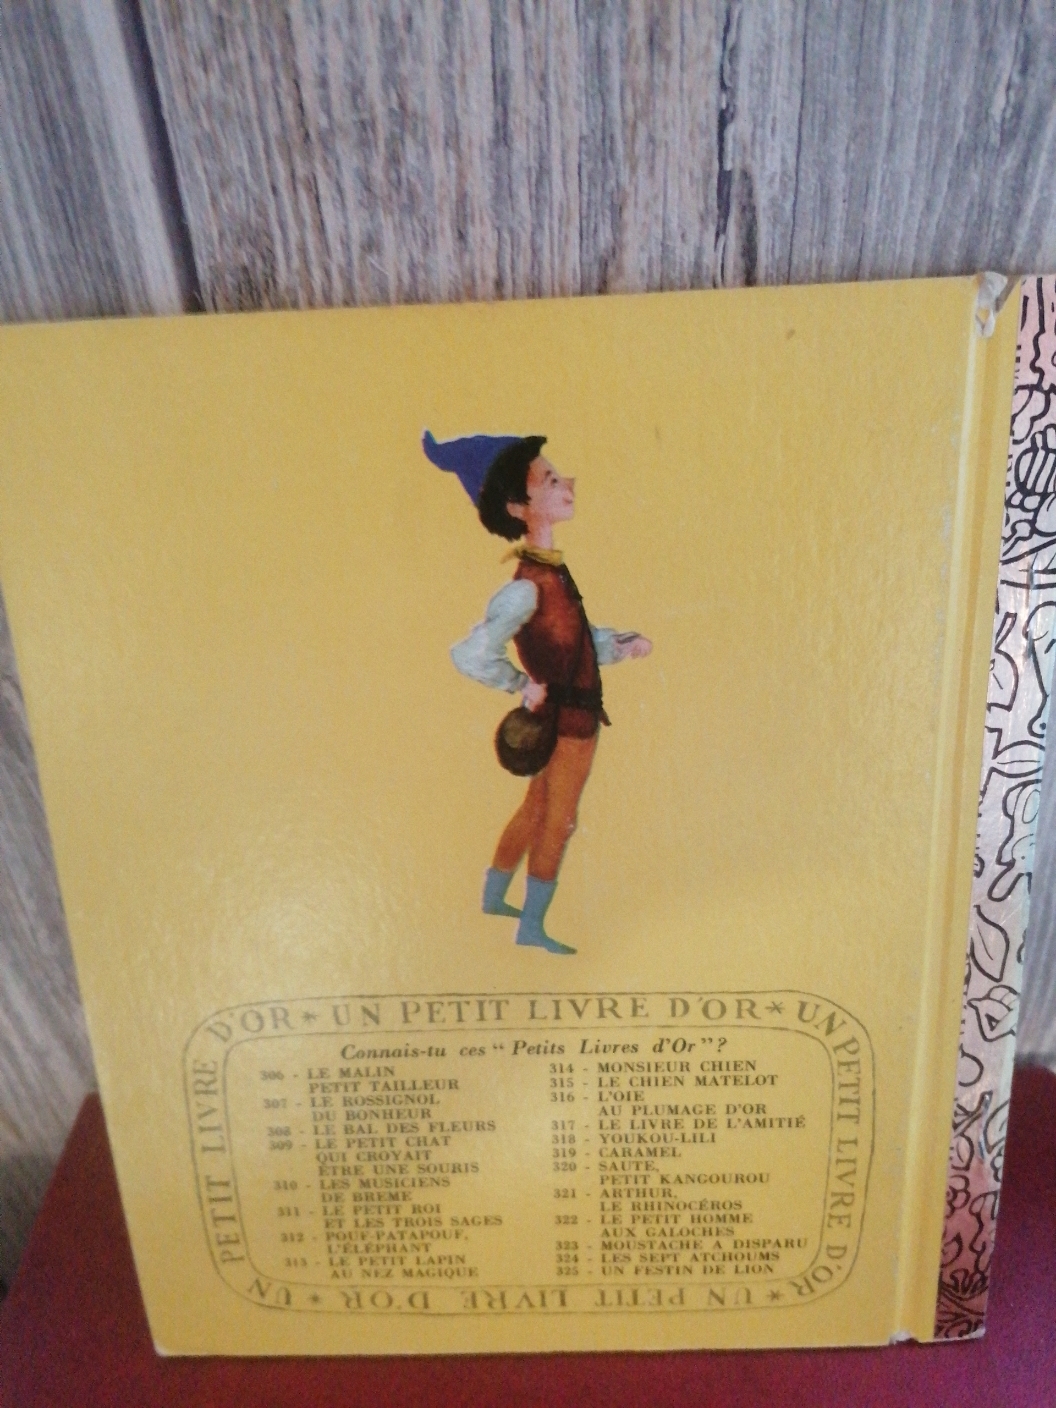 UN PETIT LIVRE D'OR * UN PETIT LIVRE D'OR * UN PETIT LIVRE D'OR * UN PETIT LIVRE D'OR *
Connais-tu ces "Petits Livres d'Or"?
306 - LE MALIN
PETIT TAILLEUR
307 - LE ROSSIGNOL
DU BONHEUR
308 - LE BAL DES FLEURS
309 - LE PETIT CHAT
QUI CROYAIT
ÊTRE UNE SOURIS
310 - LES MUSICIENS
DE BREME
311 - LE PETIT ROI
ET LES TROIS SAGES
312 - POUF-PATAPOUF,
L'ÉLÉPHANT
313 - LE PETIT LAPIN
AU NEZ MAGIQUE
314 - MONSIEUR CHIEN
315 - LE CHIEN MATELOT
316 - L'OIE
AU PLUMAGE D'OR
317 - LE LIVRE DE L'AMITIÉ
318 - YOUKOU-LILI
319 - CARAMEL
320 - SAUTE,
PETIT KANGOUROU
321 - ARTHUR,
LE RHINOCÉROS
322 - LE PETIT HOMME
AUX GALOCHES
323 - MOUSTACHE A DISPARU
324 - LES SEPT ATCHOUMS
325 - UN FESTIN DE LION